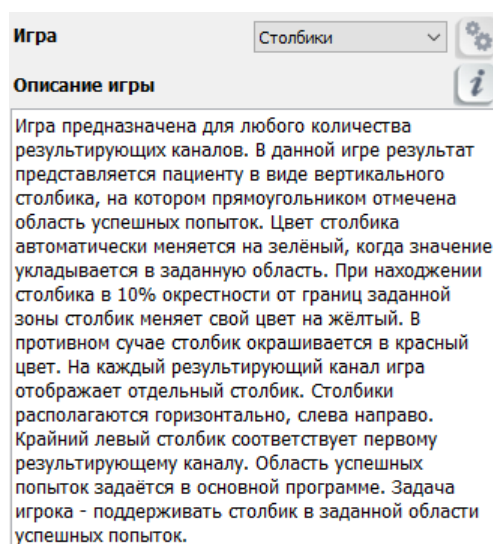 Игра
Столбики
Описание игры
Игра предназначена для любого количества
результирующих каналов. В данной игре результат
представляется пациенту в виде вертикального
столбика, на котором прямоугольником отмечена
область успешных попыток. Цвет столбика
автоматически меняется на зелёный, когда значение
укладывается в заданную область. При нахождении
столбика в 10% окрестности от границ заданной
зоны столбик меняет свой цвет на жёлтый. В
противном сучае столбик окрашивается в красный
цвет. На каждый результирующий канал игра
отображает отдельный столбик. Столбики
располагаются горизонтально, слева направо.
Крайний левый столбик соответствует первому
результирующему каналу. Область успешных
попыток задаётся в основной программе. Задача
игрока - поддерживать столбик в заданной области
успешных попыток.